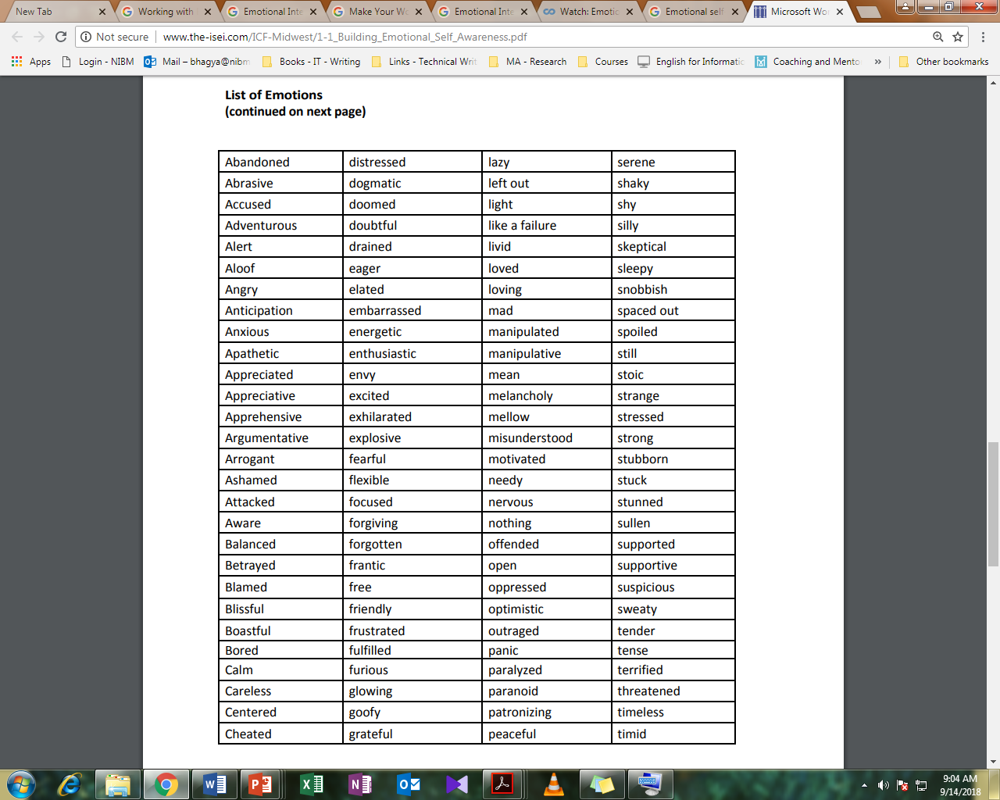 New Tab Working with Emotional Inte Make Your Wo Emotional Inte Watch: Emotic Emotional self Microsoft Wor
Not secure www.the-isei.com/ICF-Midwest/1-1_Building_Emotional_Self_Awareness.pdf
Apps Login - NIBM Mail – bhagya@nibm Books - IT - Writing Links - Technical Writ MA - Research Courses English for Informatic Coaching and Mento » Other bookmarks
List of Emotions
(continued on next page)
Abandoned distressed lazy serene
Abrasive dogmatic left out shaky
Accused doomed light shy
Adventurous doubtful like a failure silly
Alert drained livid skeptical
Aloof eager loved sleepy
Angry elated loving snobbish
Anticipation embarrassed mad spaced out
Anxious energetic manipulated spoiled
Apathetic enthusiastic manipulative still
Appreciated envy mean stoic
Appreciative excited melancholy strange
Apprehensive exhilarated mellow stressed
Argumentative explosive misunderstood strong
Arrogant fearful motivated stubborn
Ashamed flexible needy stuck
Attacked focused nervous stunned
Aware forgiving nothing sullen
Balanced forgotten offended supported
Betrayed frantic open supportive
Blamed free oppressed suspicious
Blissful friendly optimistic sweaty
Boastful frustrated outraged tender
Bored fulfilled panic tense
Calm furious paralyzed terrified
Careless glowing paranoid threatened
Centered goofy patronizing timeless
Cheated grateful peaceful timid
9:04 AM
9/14/2018